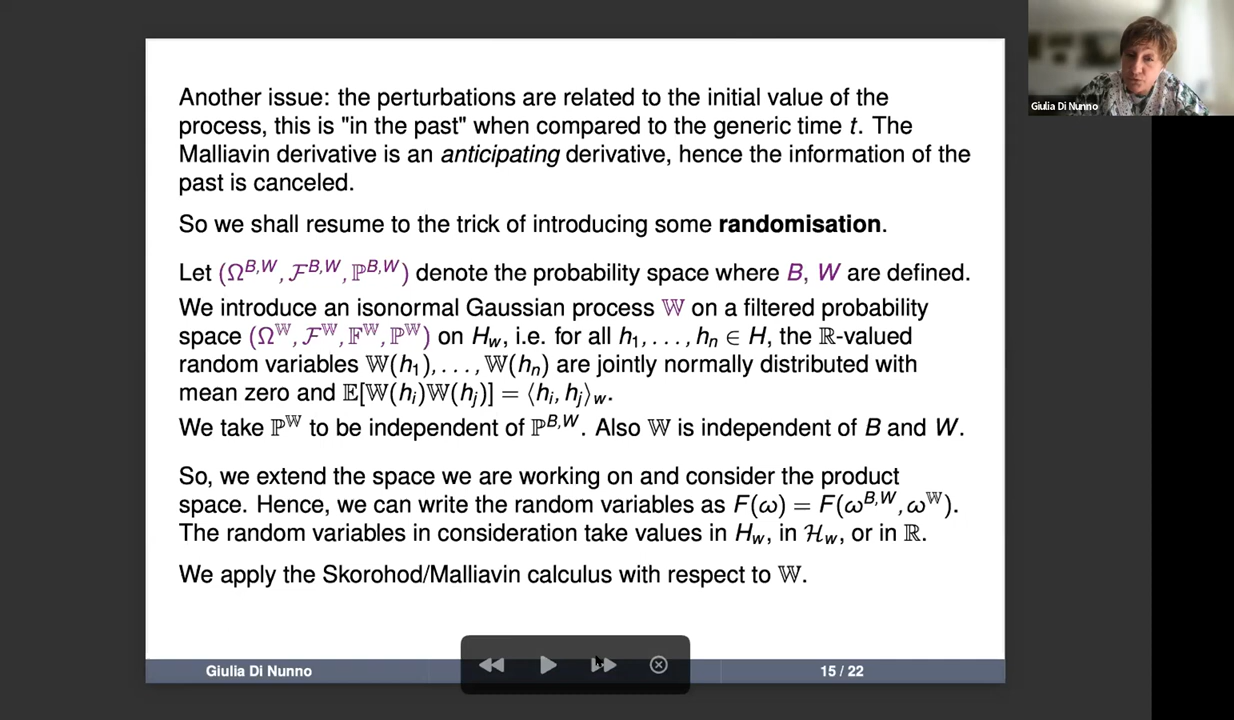 Another issue: the perturbations are related to the initial value of the
process, this is "in the past" when compared to the generic time t. The
Malliavin derivative is an anticipating derivative, hence the information of the
past is canceled.
So we shall resume to the trick of introducing some randomisation.
Let (Ω^{B,W}, ℱ^{B,W}, ℙ^{B,W}) denote the probability space where B, W are defined.
We introduce an isonormal Gaussian process 𝕎 on a filtered probability
space (Ω^𝕎, ℱ^𝕎, 𝔽^𝕎, ℙ^𝕎) on H_w, i.e. for all h_1, . . . , h_n ∈ H, the ℝ-valued
random variables 𝕎(h_1), . . . , 𝕎(h_n) are jointly normally distributed with
mean zero and 𝔼[𝕎(h_i)𝕎(h_j)] = ⟨h_i, h_j⟩_w.
We take ℙ^𝕎 to be independent of ℙ^{B,W}. Also 𝕎 is independent of B and W.
So, we extend the space we are working on and consider the product
space. Hence, we can write the random variables as F(ω) = F(ω^{B,W}, ω^𝕎).
The random variables in consideration take values in H_w, in ℋ_w, or in ℝ.
We apply the Skorohod/Malliavin calculus with respect to 𝕎.
Giulia Di Nunno
15 / 22
Giulia Di Nunno